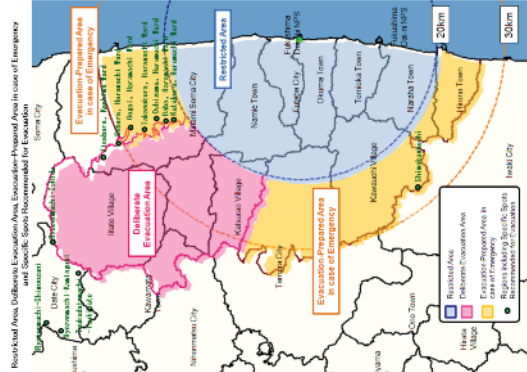 Restricted Area, Deliberate Evacuation Area, Evacuation-Prepared Area in case of Emergency
and Specific Spots Recommended for Evacuation
Soma City
Date City
Iitate Village
Minami Soma City
Kawamata
Nihonmatsu City
Katsurao Village
Namie Town
Futaba Town
Okuma Town
Tomioka Town
Naraha Town
Hirono Town
Kawauchi Village
Tamura City
Iwaki City
Ono Town
Hirata
Village
Fukushima
Daiichi NPS
Fukushima
Daini NPS
20km
30km
Evacuation-Prepared Area
in case of Emergency
Restricted Area
Deliberate
Evacuation Area
Evacuation-Prepared Area
in case of Emergency
Restricted Area
Deliberate Evacuation Area
Evacuation-Prepared Area in
case of Emergency
Regions including Specific Spots
Recommended for Evacuation